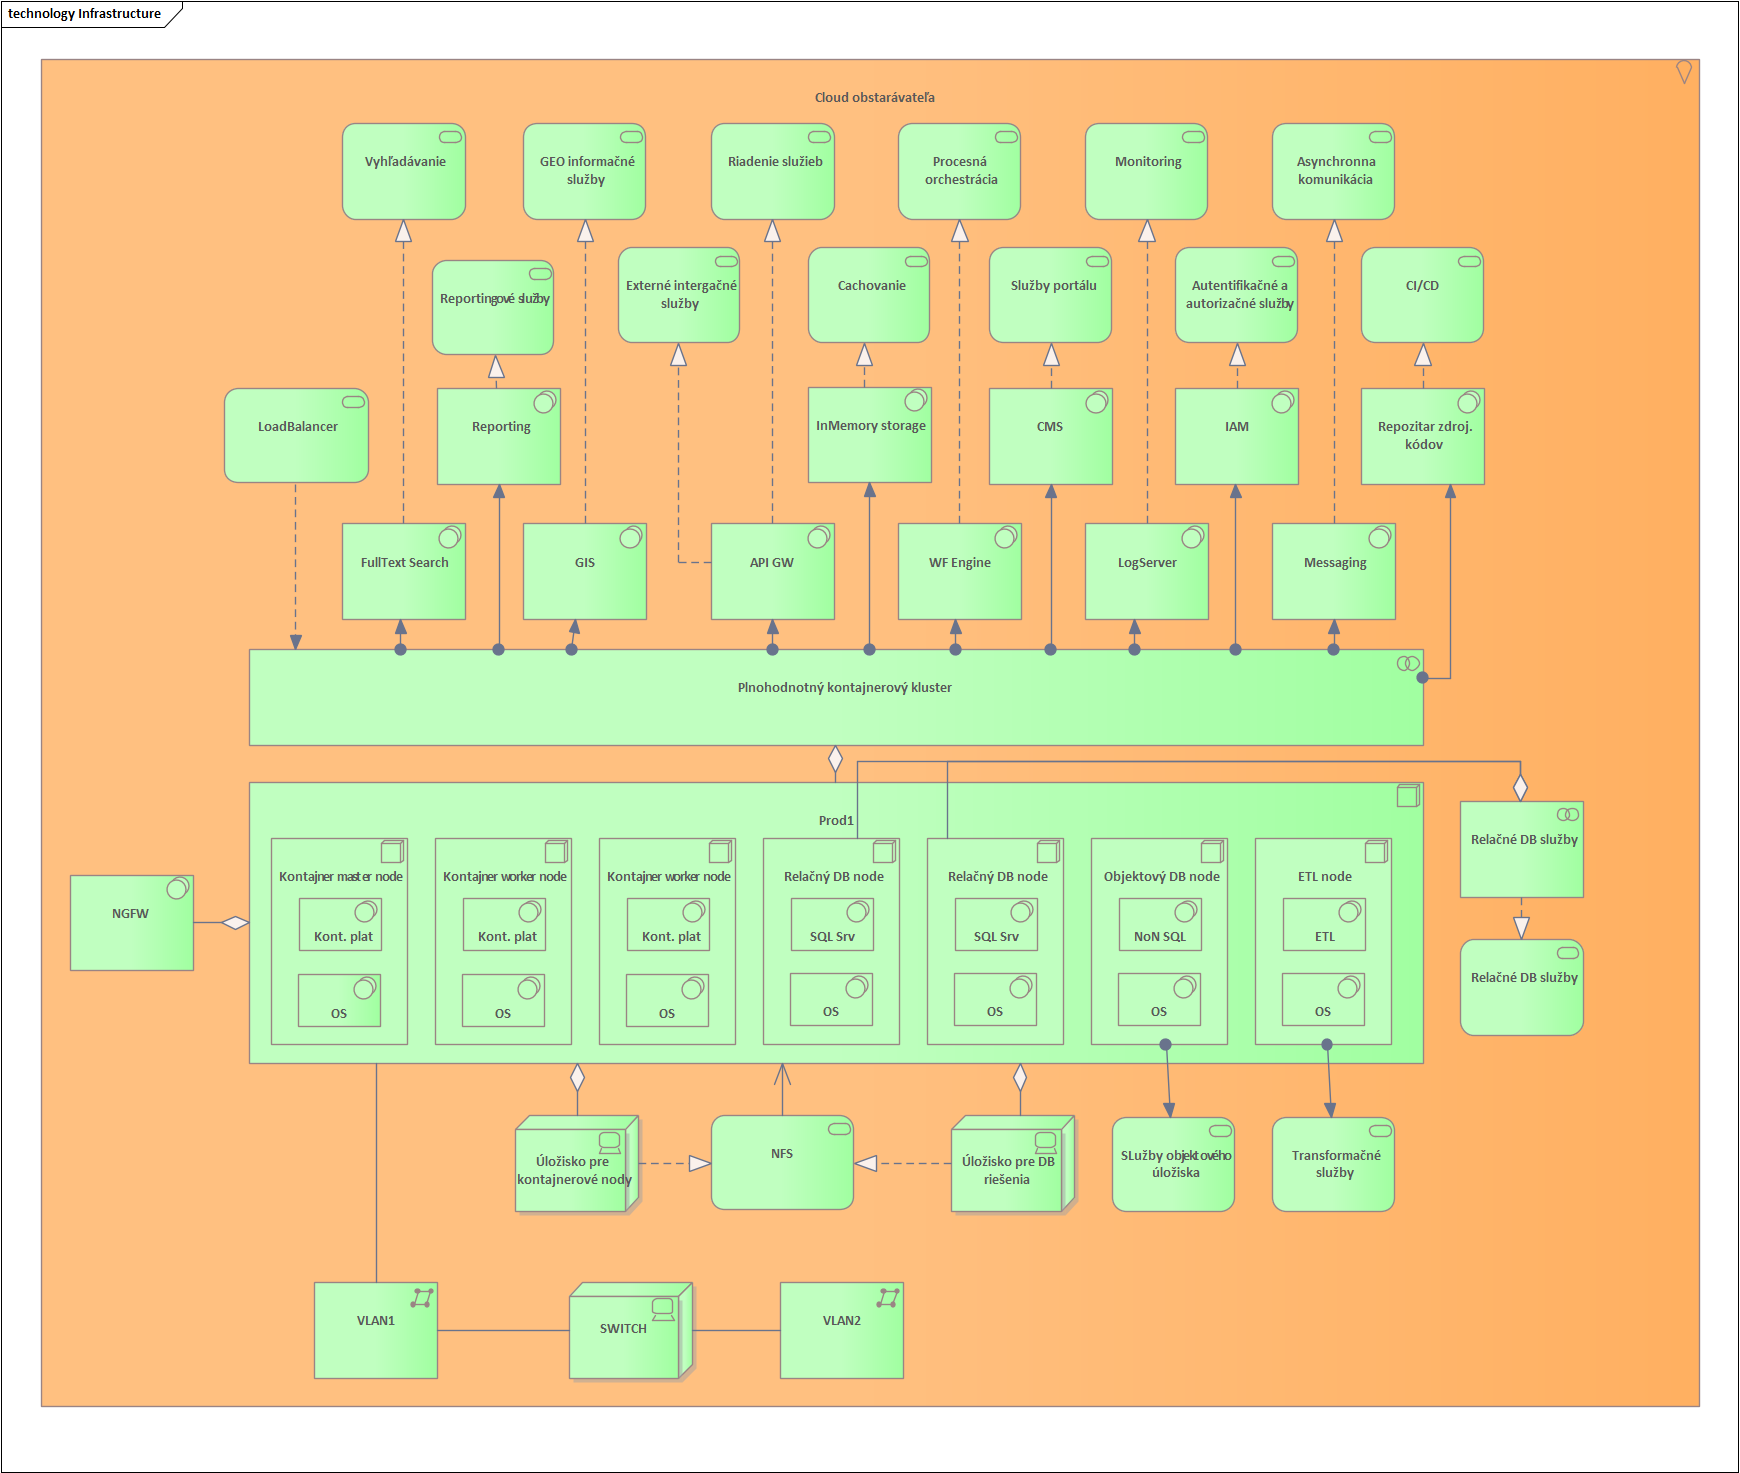 technology Infrastructure
Cloud obstarávateľa
Vyhľadávanie
GEO informačné
služby
Riadenie služieb
Procesná
orchestrácia
Monitoring
Asynchronna
komunikácia
Reportingové služby
Externé intergačné
služby
Cachovanie
Služby portálu
Autentifikačné a
autorizačné služby
CI/CD
LoadBalancer
Reporting
InMemory storage
CMS
IAM
Repozitar zdroj.
kódov
FullText Search
GIS
API GW
WF Engine
LogServer
Messaging
Plnohodnotný kontajnerový kluster
Prod1
Kontajner master node
Kont. plat
OS
Kontajner worker node
Kont. plat
OS
Kontajner worker node
Kont. plat
OS
Relačný DB node
SQL Srv
OS
Relačný DB node
SQL Srv
OS
Objektový DB node
NoN SQL
OS
ETL node
ETL
OS
Relačné DB služby
Relačné DB služby
NGFW
Úložisko pre
kontajnerové nody
NFS
Úložisko pre DB
riešenia
SLužby objektového
úložiska
Transformačné
služby
VLAN1
SWITCH
VLAN2